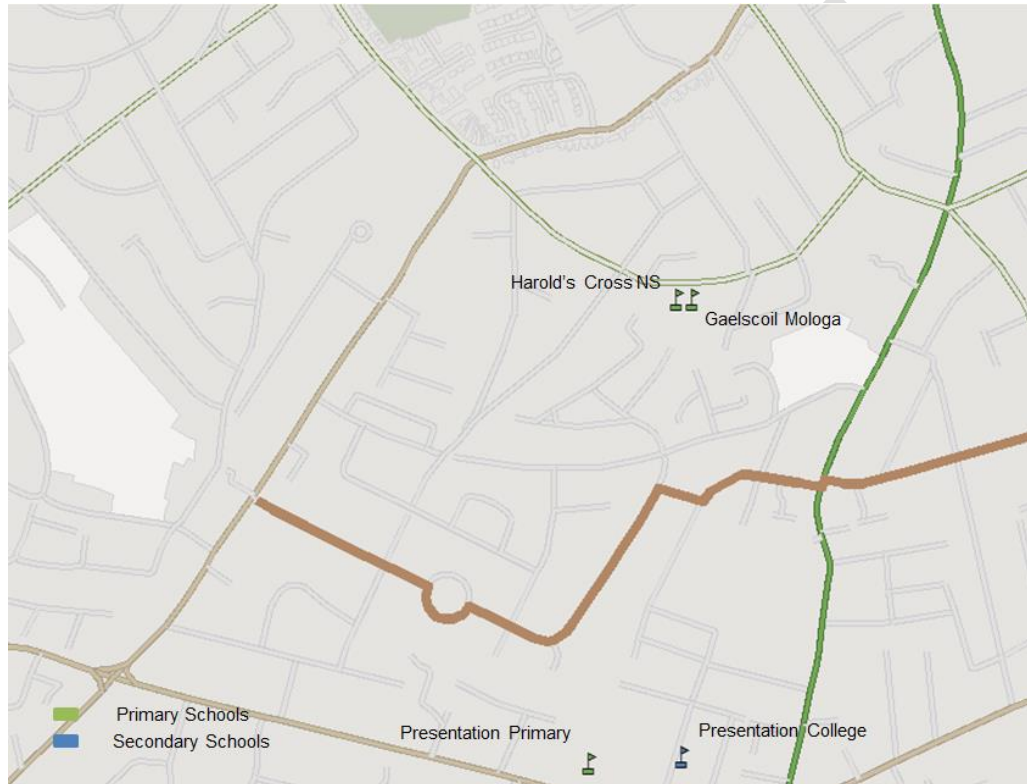 Harold's Cross NS
Gaelscoil Mologa
Primary Schools
Secondary Schools
Presentation Primary
Presentation College